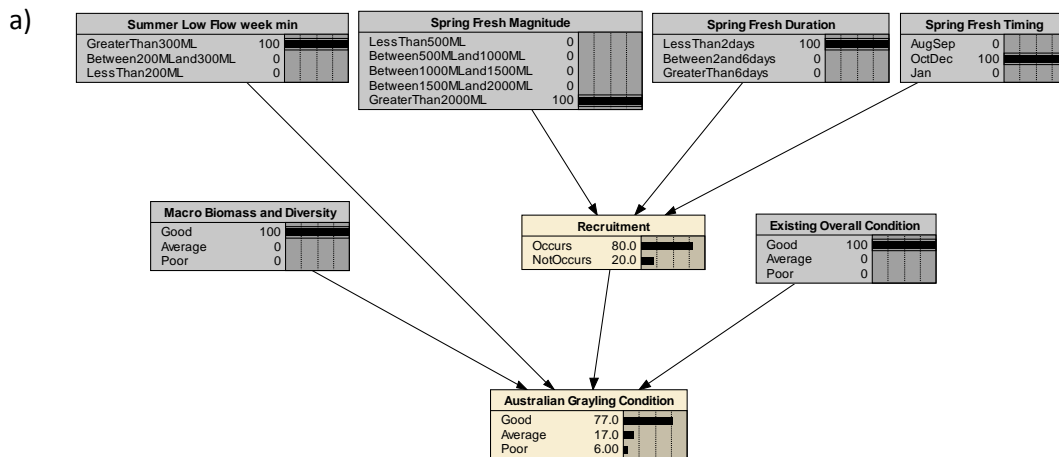 a)
Summer Low Flow week min
GreaterThan300ML 100
Between200MLand300ML 0
LessThan200ML 0
Spring Fresh Magnitude
LessThan500ML 0
Between500MLand1000ML 0
Between1000MLand1500ML 0
Between1500MLand2000ML 0
GreaterThan2000ML 100
Spring Fresh Duration
LessThan2days 100
Between2and6days 0
GreaterThan6days 0
Spring Fresh Timing
AugSep 0
OctDec 100
Jan 0
Macro Biomass and Diversity
Good 100
Average 0
Poor 0
Recruitment
Occurs 80.0
NotOccurs 20.0
Existing Overall Condition
Good 100
Average 0
Poor 0
Australian Grayling Condition
Good 77.0
Average 17.0
Poor 6.00